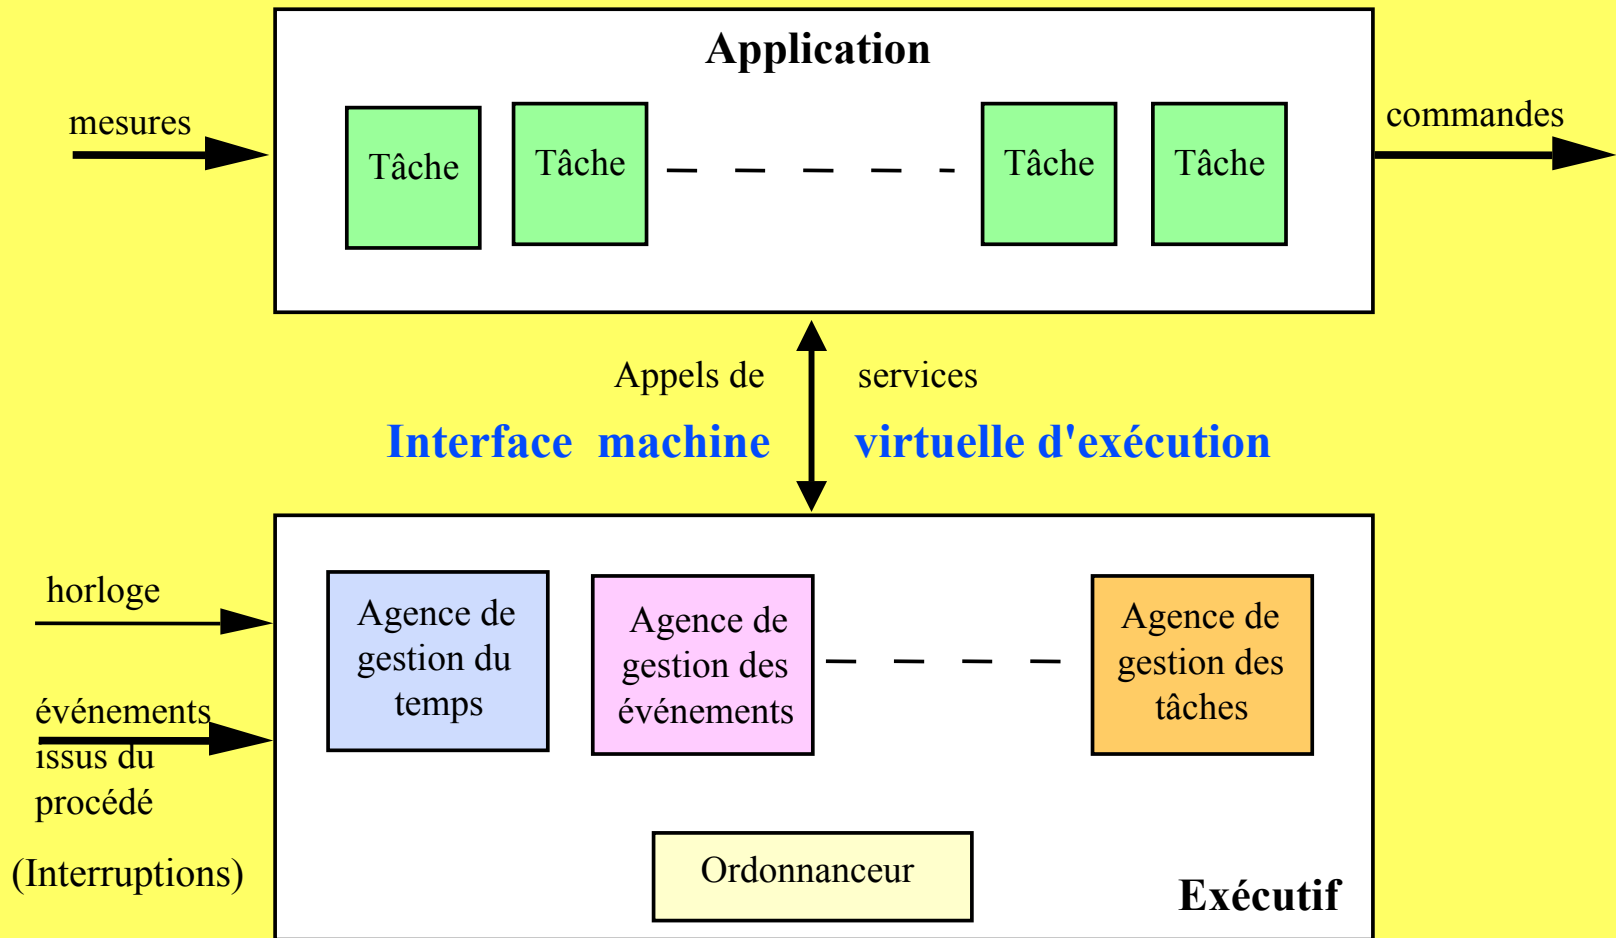 Application
mesures
commandes
Tâche
Tâche
Tâche
Tâche
Appels de services
Interface machine virtuelle d'exécution
horloge
événements
issus du
procédé
(Interruptions)
Agence de
gestion du
temps
Agence de
gestion des
événements
Agence de
gestion des
tâches
Ordonnanceur
Exécutif